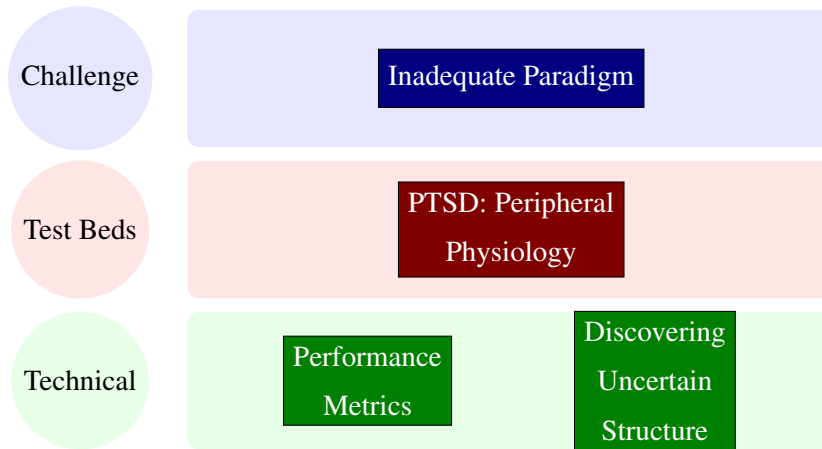 Challenge
Inadequate Paradigm
Test Beds
PTSD: Peripheral
Physiology
Technical
Performance
Metrics
Discovering
Uncertain
Structure